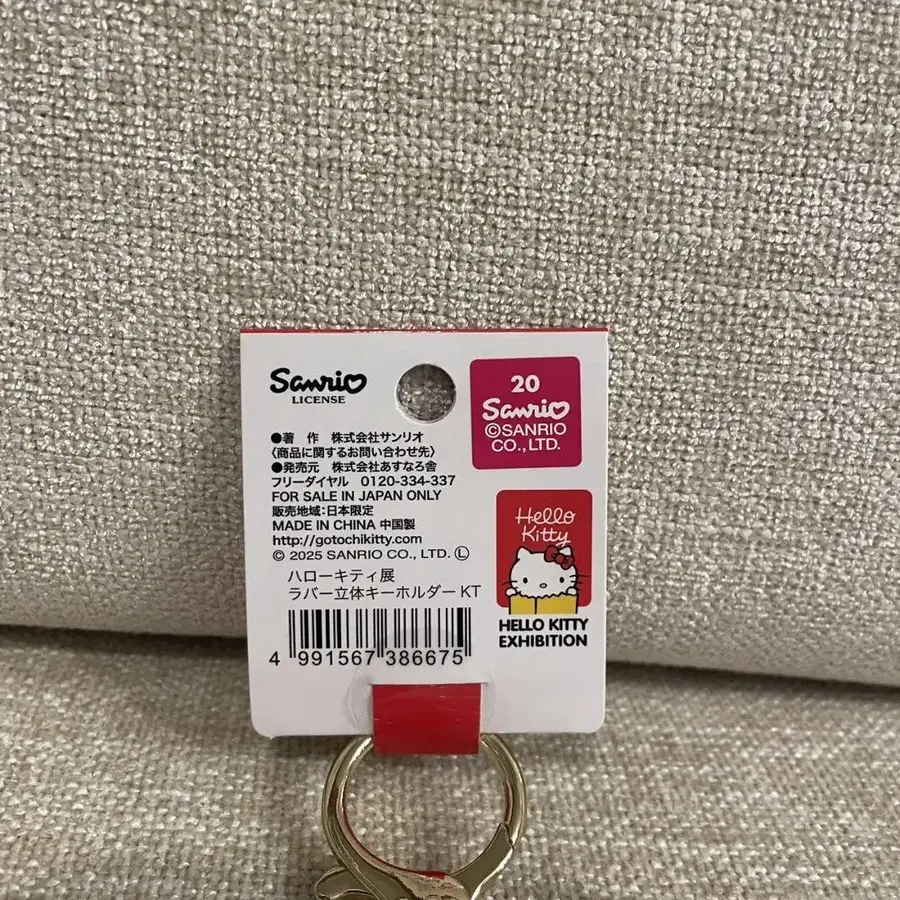 Sanrio
LICENSE
●著 作 株式会社サンリオ
〈商品に関するお問い合わせ先〉
●発売元 株式会社あすなろ舎
フリーダイヤル 0120-334-337
FOR SALE IN JAPAN ONLY
販売地域:日本限定
MADE IN CHINA 中国製
http://gotochikitty.com
© 2025 SANRIO CO., LTD. Ⓛ
ハローキティ展
ラバー立体キーホルダー KT
4 991567 386675
20
Sanrio
©SANRIO
CO.,LTD.
Hello
Kitty
HELLO KITTY
EXHIBITION